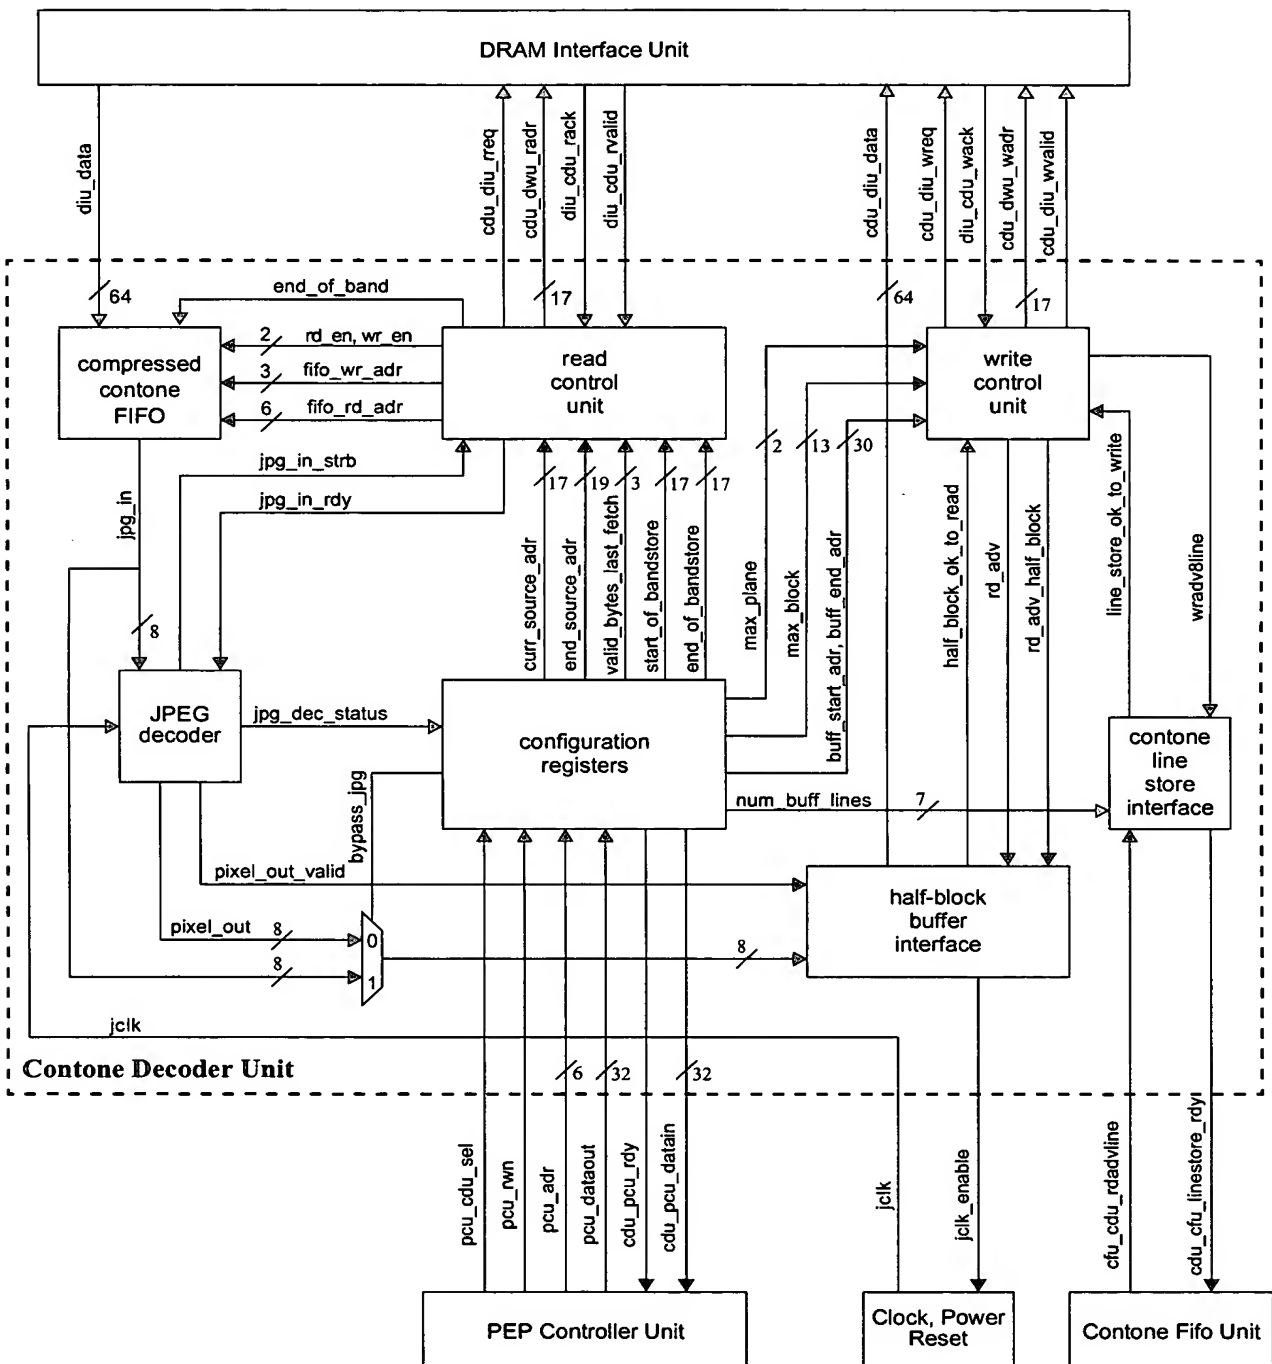 DRAM Interface Unit
diu_data
cdu_diu_rreq
cdu_dwu_radr
diu_cdu_rack
diu_cdu_rvalid
cdu_diu_data
cdu_diu_wreq
diu_cdu_wack
cdu_dwu_wadr
cdu_diu_wvalid
64
end_of_band
17
64
17
compressed
contone
FIFO
2
rd_en, wr_en
3
fifo_wr_adr
6
fifo_rd_adr
read
control
unit
write
control
unit
jpg_in
jpg_in_strb
jpg_in_rdy
8
17
19
3
17
17
2
13
30
curr_source_adr
end_source_adr
valid_bytes_last_fetch
start_of_bandstore
end_of_bandstore
max_plane
max_block
buff_start_adr, buff_end_adr
half_block_ok_to_read
rd_adv
rd_adv_half_block
line_store_ok_to_write
wradv8line
JPEG
decoder
jpg_dec_status
configuration
registers
contone
line
store
interface
bypass_jpg
num_buff_lines
7
pixel_out_valid
pixel_out
8
0
8
1
8
half-block
buffer
interface
jclk
Contone Decoder Unit
6
32
32
pcu_cdu_sel
pcu_rwn
pcu_adr
pcu_dataout
cdu_pcu_rdy
cdu_pcu_datain
jclk
jclk_enable
cfu_cdu_rdadvline
cdu_cfu_linestore_rdy
PEP Controller Unit
Clock, Power
Reset
Contone Fifo Unit